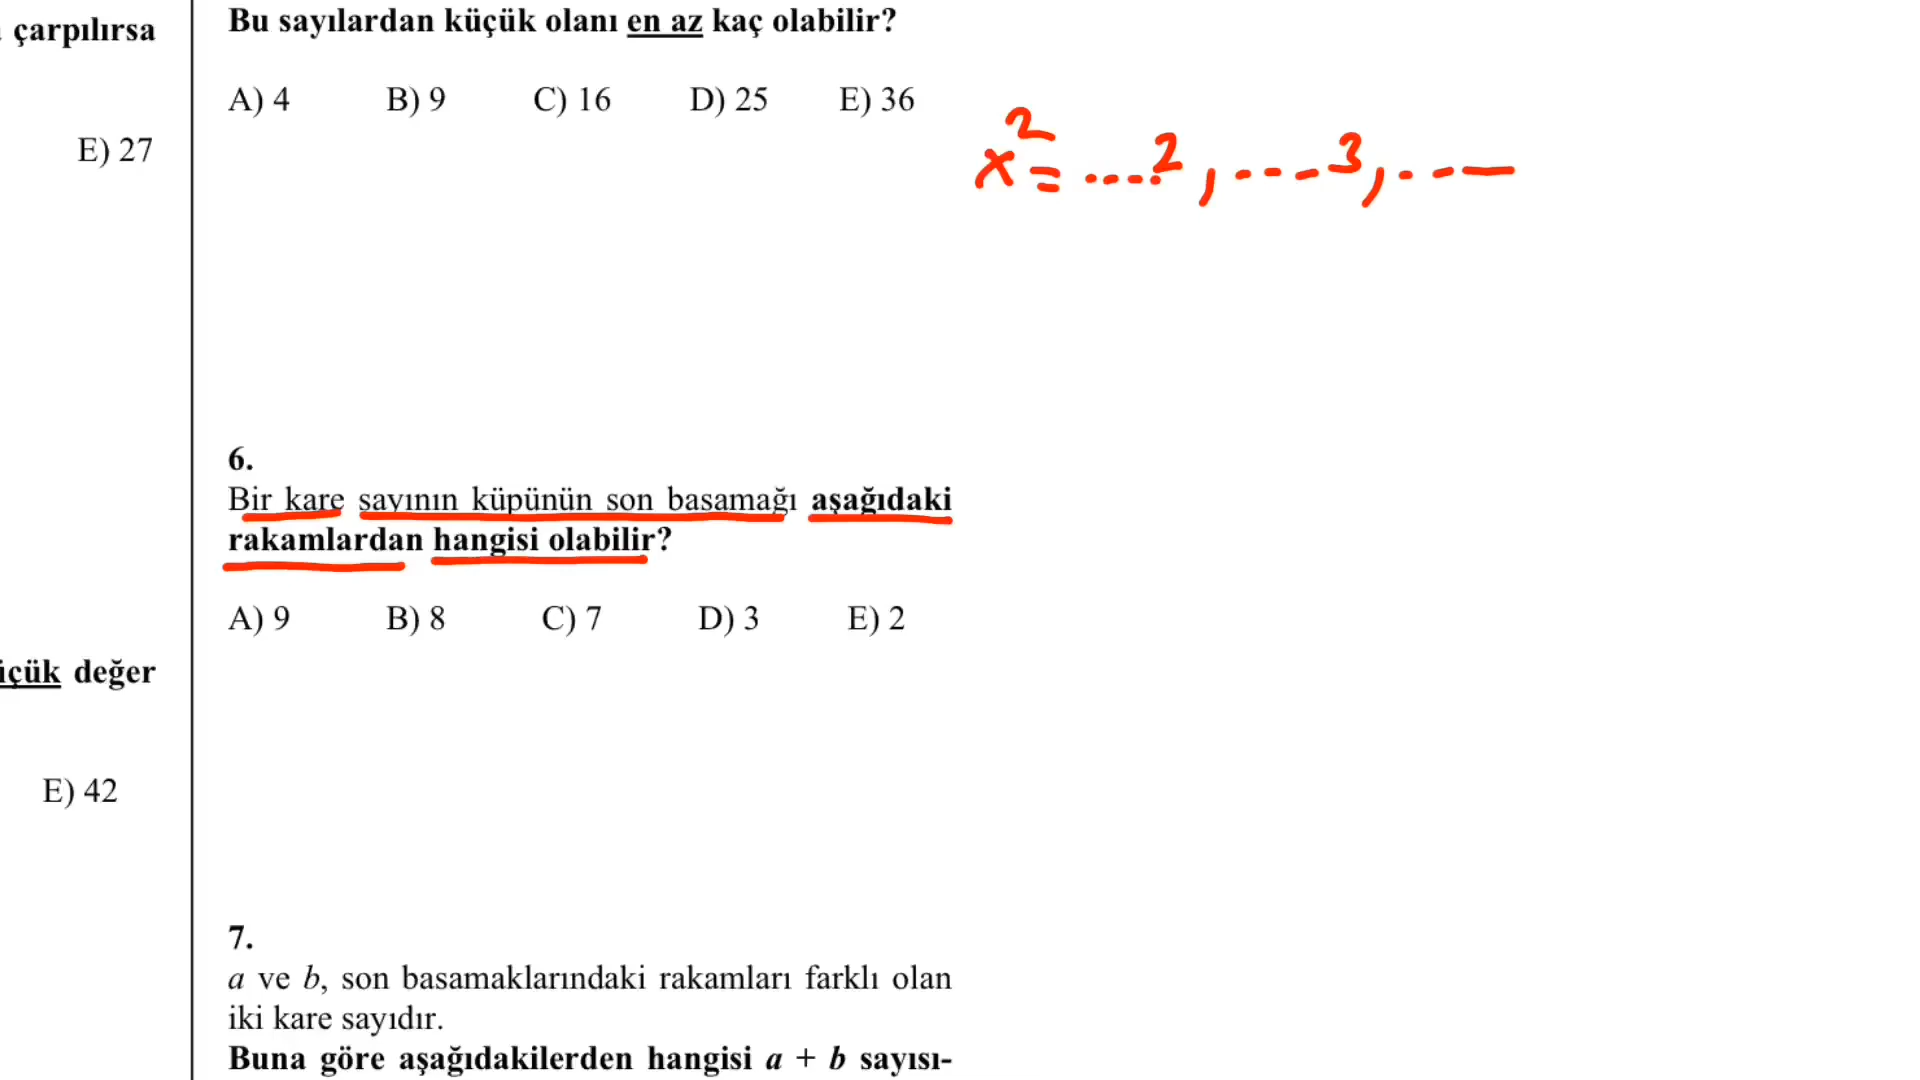 çarpılırsa
E) 27
üçük değer
E) 42
Bu sayılardan küçük olanı en az kaç olabilir?
A) 4 B) 9 C) 16 D) 25 E) 36
x² = ....2, ...3, ...
6.
Bir kare sayının küpünün son basamağı aşağıdaki
rakamlardan hangisi olabilir?
A) 9 B) 8 C) 7 D) 3 E) 2
7.
a ve b, son basamaklarındaki rakamları farklı olan
iki kare sayıdır.
Buna göre aşağıdakilerden hangisi a + b sayısı-